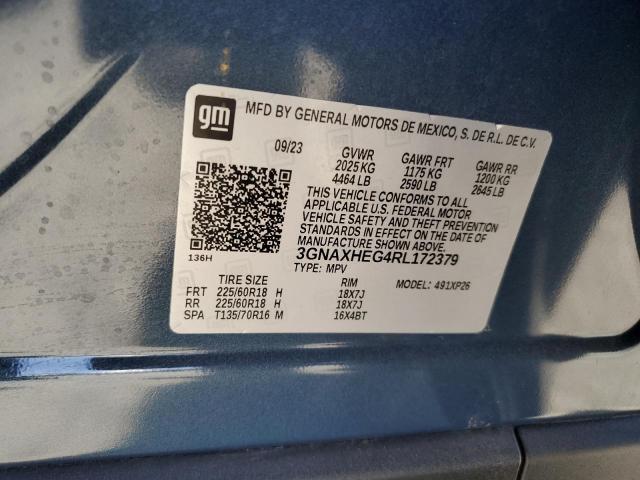 gm MFD BY GENERAL MOTORS DE MEXICO, S. DE R.L. DE C.V.
09/23 GVWR GAWR FRT GAWR RR
2025 KG 1175 KG 1200 KG
4464 LB 2590 LB 2645 LB
THIS VEHICLE CONFORMS TO ALL
APPLICABLE U.S. FEDERAL MOTOR
VEHICLE SAFETY AND THEFT PREVENTION
STANDARDS IN EFFECT ON THE DATE OF
MANUFACTURE SHOWN ABOVE.
136H 3GNAXHEG4RL172379
TYPE: MPV MODEL: 491XP26
TIRE SIZE RIM
FRT 225/60R18 H 18X7J
RR 225/60R18 H 18X7J
SPA T135/70R16 M 16X4BT